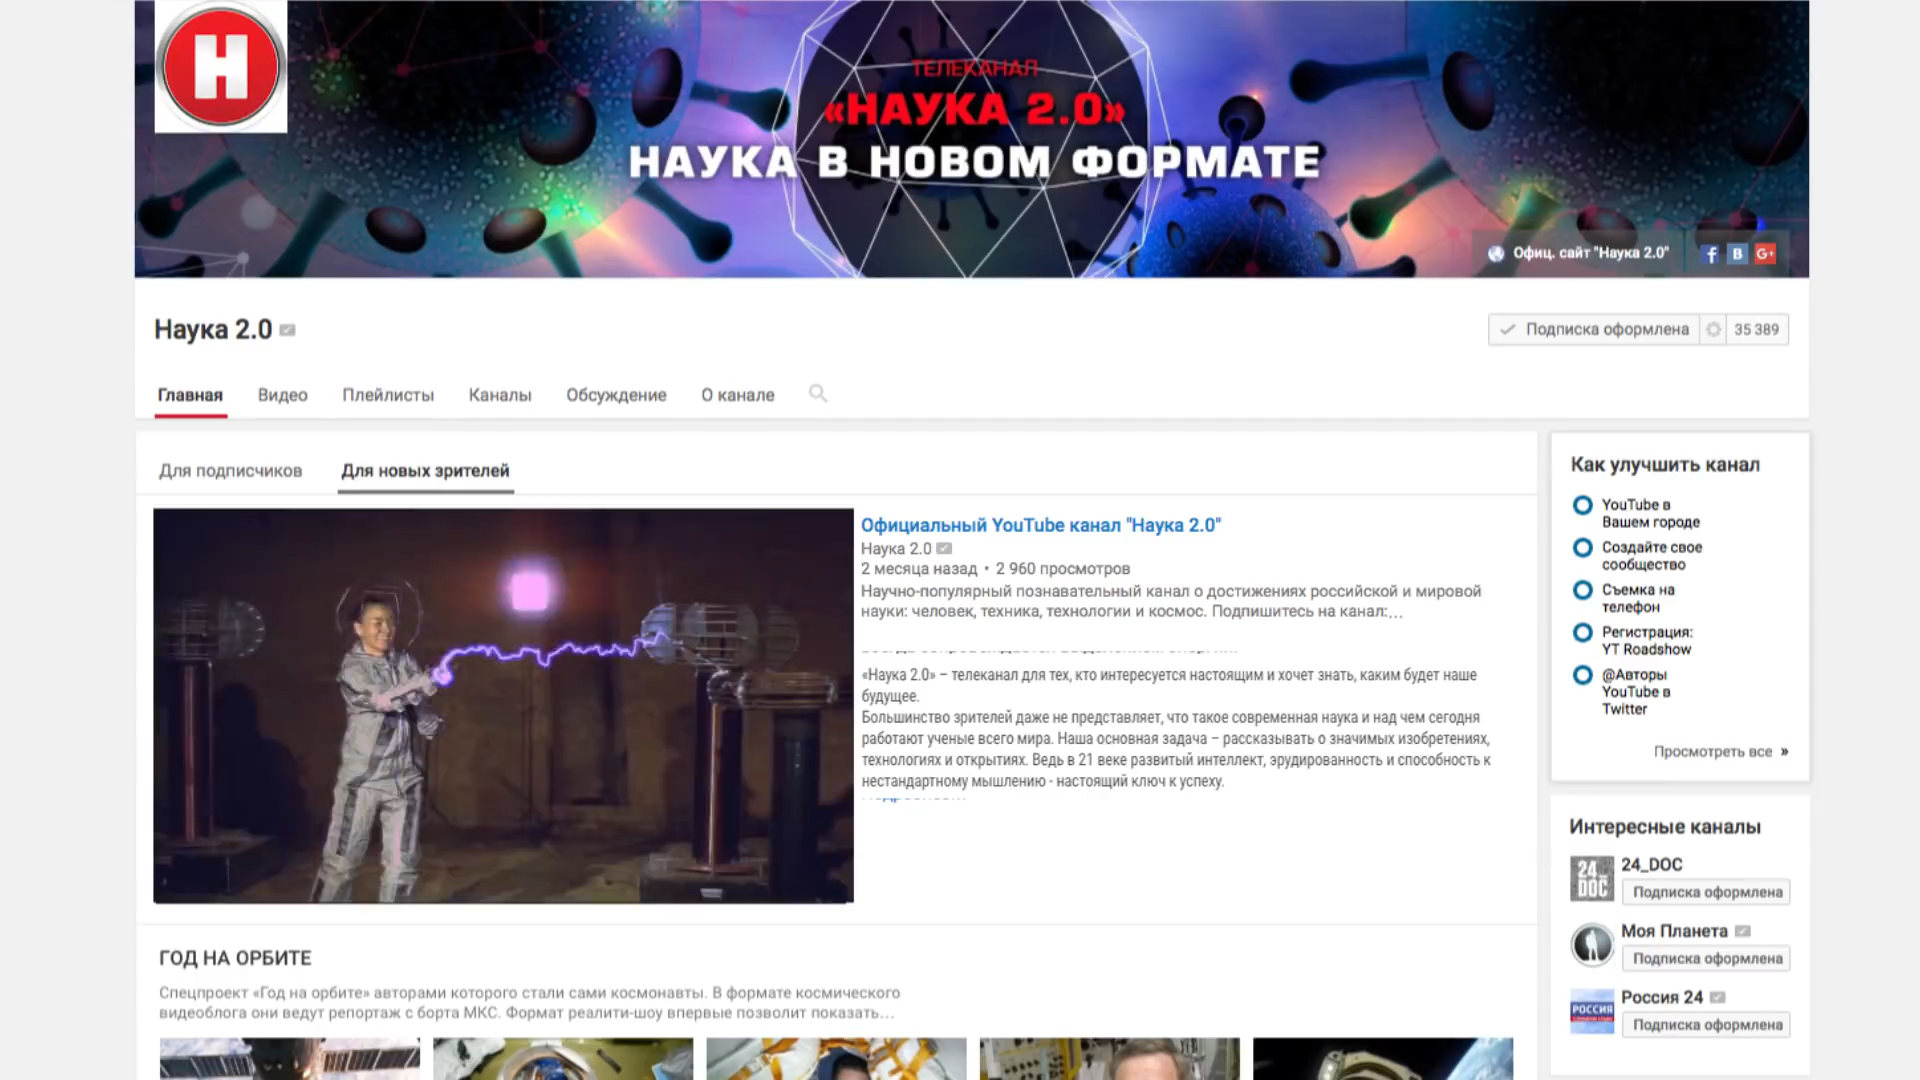 Н
ТЕЛЕКАНАЛ
«НАУКА 2.0»
НАУКА В НОВОМ ФОРМАТЕ
Офиц. сайт "Наука 2.0"
f B G+
Наука 2.0
Подписка оформлена 35 389
Главная Видео Плейлисты Каналы Обсуждение О канале
Для подписчиков Для новых зрителей
Официальный YouTube канал "Наука 2.0"
Наука 2.0
2 месяца назад • 2 960 просмотров
Научно-популярный познавательный канал о достижениях российской и мировой
науки: человек, техника, технологии и космос. Подпишитесь на канал:...
«Наука 2.0» – телеканал для тех, кто интересуется настоящим и хочет знать, каким будет наше
будущее.
Большинство зрителей даже не представляет, что такое современная наука и над чем сегодня
работают ученые всего мира. Наша основная задача – рассказывать о значимых изобретениях,
технологиях и открытиях. Ведь в 21 веке развитый интеллект, эрудированность и способность к
нестандартному мышлению - настоящий ключ к успеху.
ГОД НА ОРБИТЕ
Спецпроект «Год на орбите» авторами которого стали сами космонавты. В формате космического
видеоблога они ведут репортаж с борта МКС. Формат реалити-шоу впервые позволит показать...
Как улучшить канал
YouTube в
Вашем городе
Создайте свое
сообщество
Съемка на
телефон
Регистрация:
YT Roadshow
@Авторы
YouTube в
Twitter
Просмотреть все »
Интересные каналы
24_DOC
24_DOC
Подписка оформлена
Моя Планета
Подписка оформлена
РОССИЯ
Россия 24
Подписка оформлена